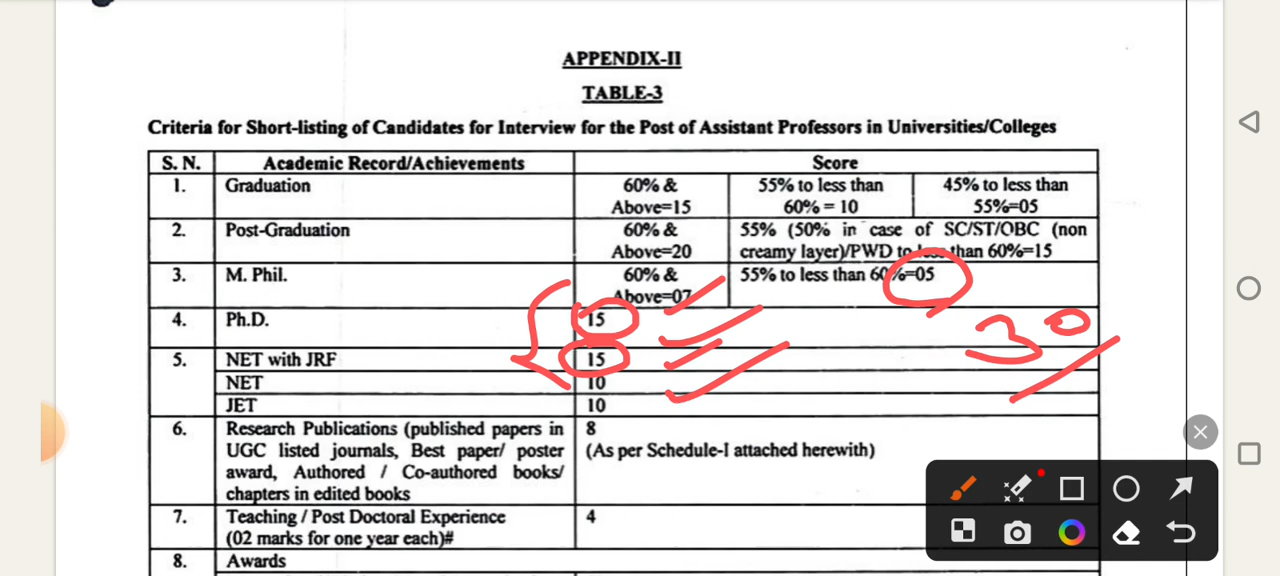 APPENDIX-II
TABLE-3
Criteria for Short-listing of Candidates for Interview for the Post of Assistant Professors in Universities/Colleges
S. N. Academic Record/Achievements Score
1. Graduation 60% & Above=15 55% to less than 60% = 10 45% to less than 55%=05
2. Post-Graduation 60% & Above=20 55% (50% in case of SC/ST/OBC (non creamy layer)/PWD to less than 60%=15
3. M. Phil. 60% & Above=07 55% to less than 60%=05
4. Ph.D. 15
30
5. NET with JRF 15
NET 10
JET 10
6. Research Publications (published papers in 8
UGC listed journals, Best paper/ poster (As per Schedule-I attached herewith)
award, Authored / Co-authored books/
chapters in edited books
7. Teaching / Post Doctoral Experience 4
(02 marks for one year each)#
8. Awards